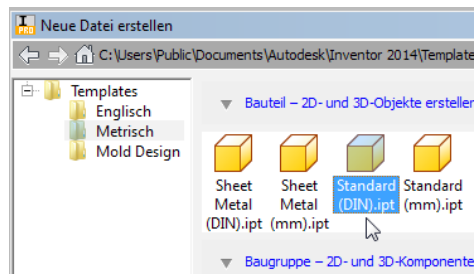 I PRO
Neue Datei erstellen
C:\Users\Public\Documents\Autodesk\Inventor 2014\Template
Templates
Englisch
Metrisch
Mold Design
Bauteil – 2D- und 3D-Objekte erstellen
Sheet Metal (DIN).ipt
Sheet Metal (mm).ipt
Standard (DIN).ipt
Standard (mm).ipt
Baugruppe – 2D- und 3D-Komponente